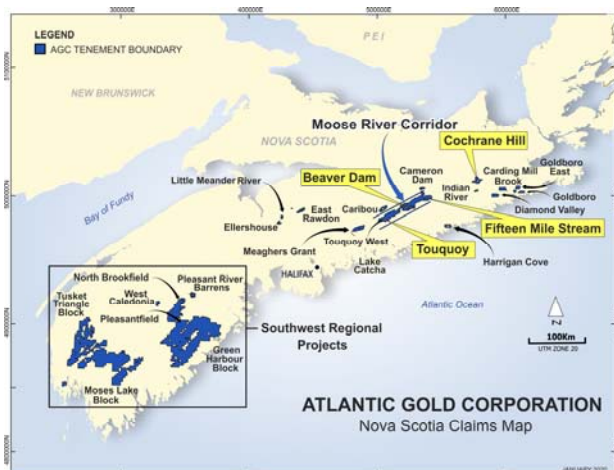 300000E 400000E 500000E 600000E
LEGEND
AGC TENEMENT BOUNDARY
PEI
NEW BRUNSWICK
NOVA SCOTIA
Moose River Corridor
Cochrane Hill
Beaver Dam
Cameron
Dam
Carding Mill
Brook
Goldboro
East
Little Meander River
Indian
River
Goldboro
Bay of Fundy
East
Rawdon
Caribou
Diamond Valley
Ellershouse
Fifteen Mile Stream
Touquoy West
Touquoy
Meaghers Grant
Lake
Catcha
Harrigan Cove
HALIFAX
North Brookfield
Pleasant River
Barrens
Tusket
Triangle
Block
West
Caledonia
Pleasantfield
Atlantic Ocean
Southwest Regional
Projects
Green
Harbour
Block
Moses Lake
Block
N
100Km
UTM ZONE 20
ATLANTIC GOLD CORPORATION
Nova Scotia Claims Map